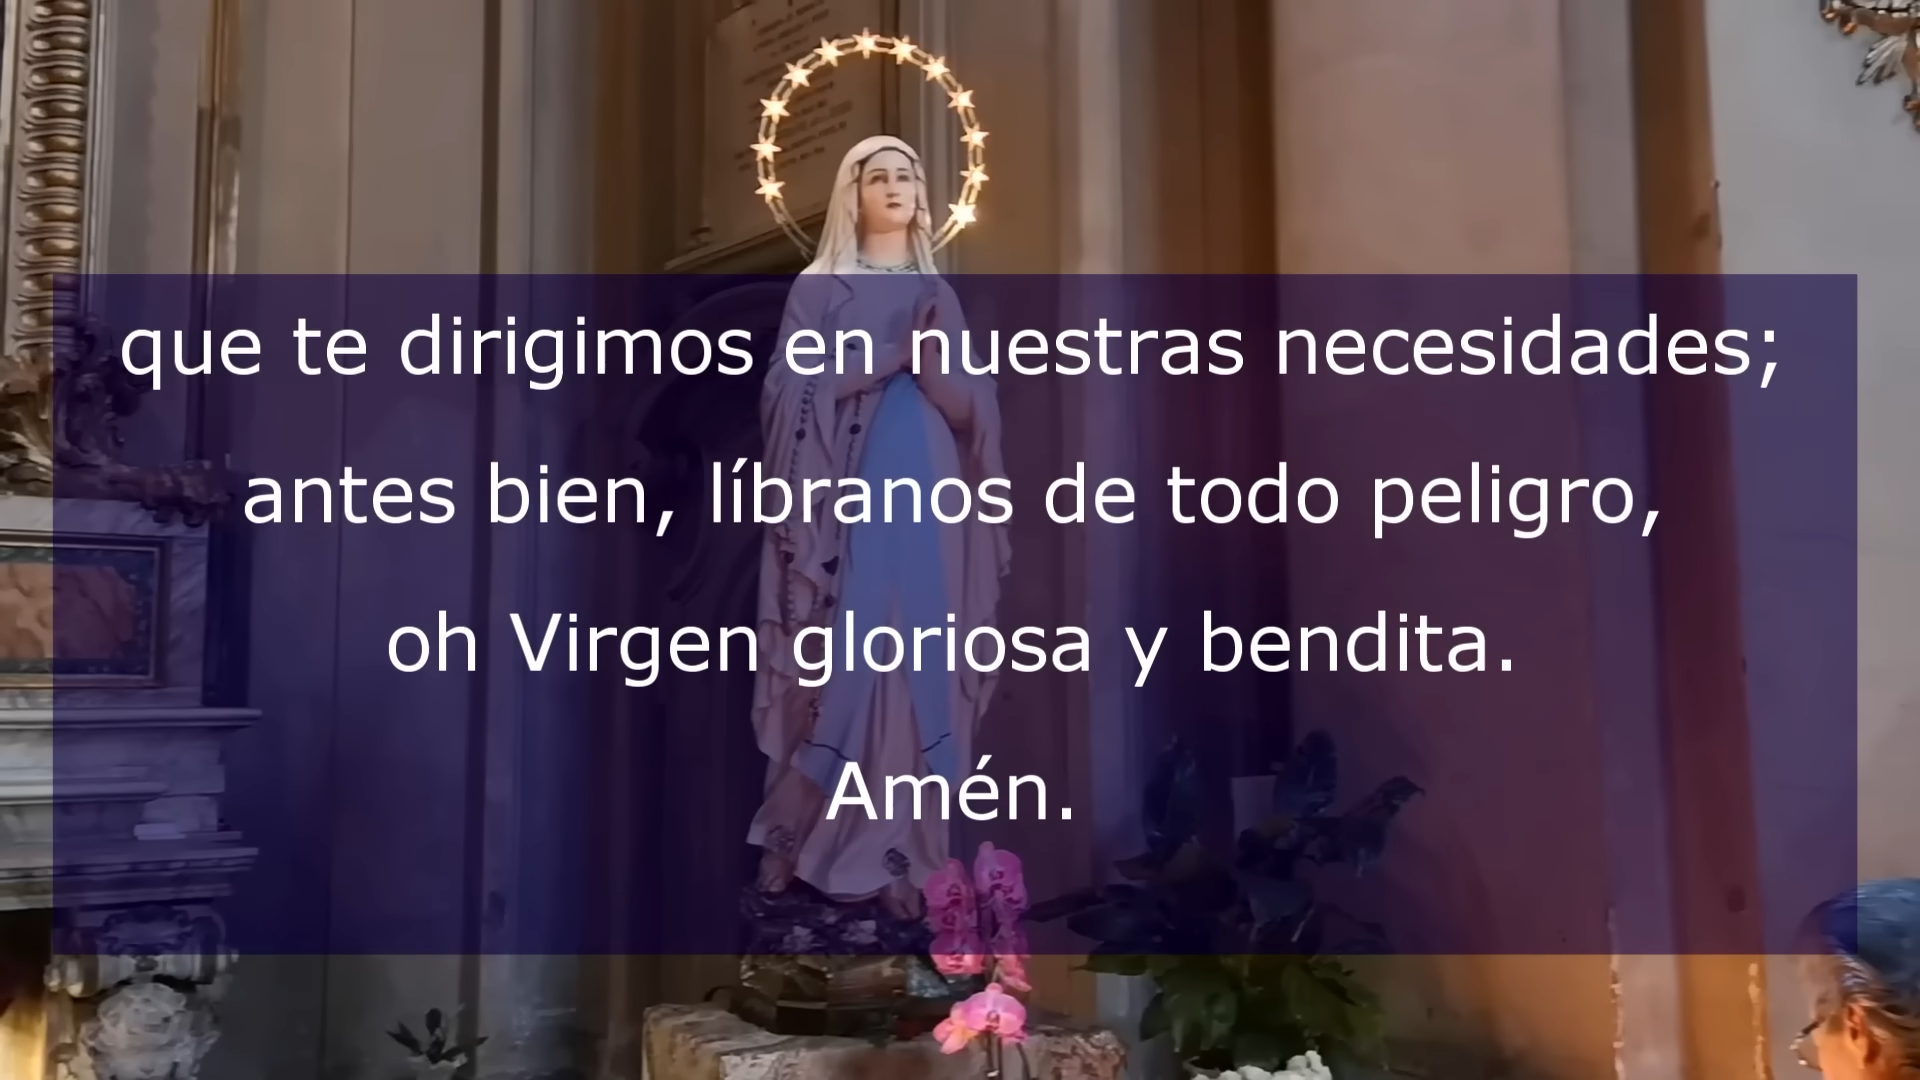 que te dirigimos en nuestras necesidades;
antes bien, líbranos de todo peligro,
oh Virgen gloriosa y bendita.
Amén.